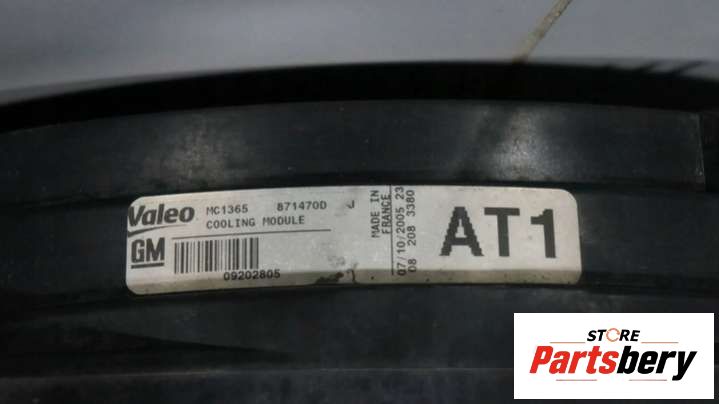 Valeo MC1365 871470D J
COOLING MODULE
GM
09202805
MADE IN
FRANCE
07/10/2005 23
08 208 3380
AT1
STORE
Partsbery